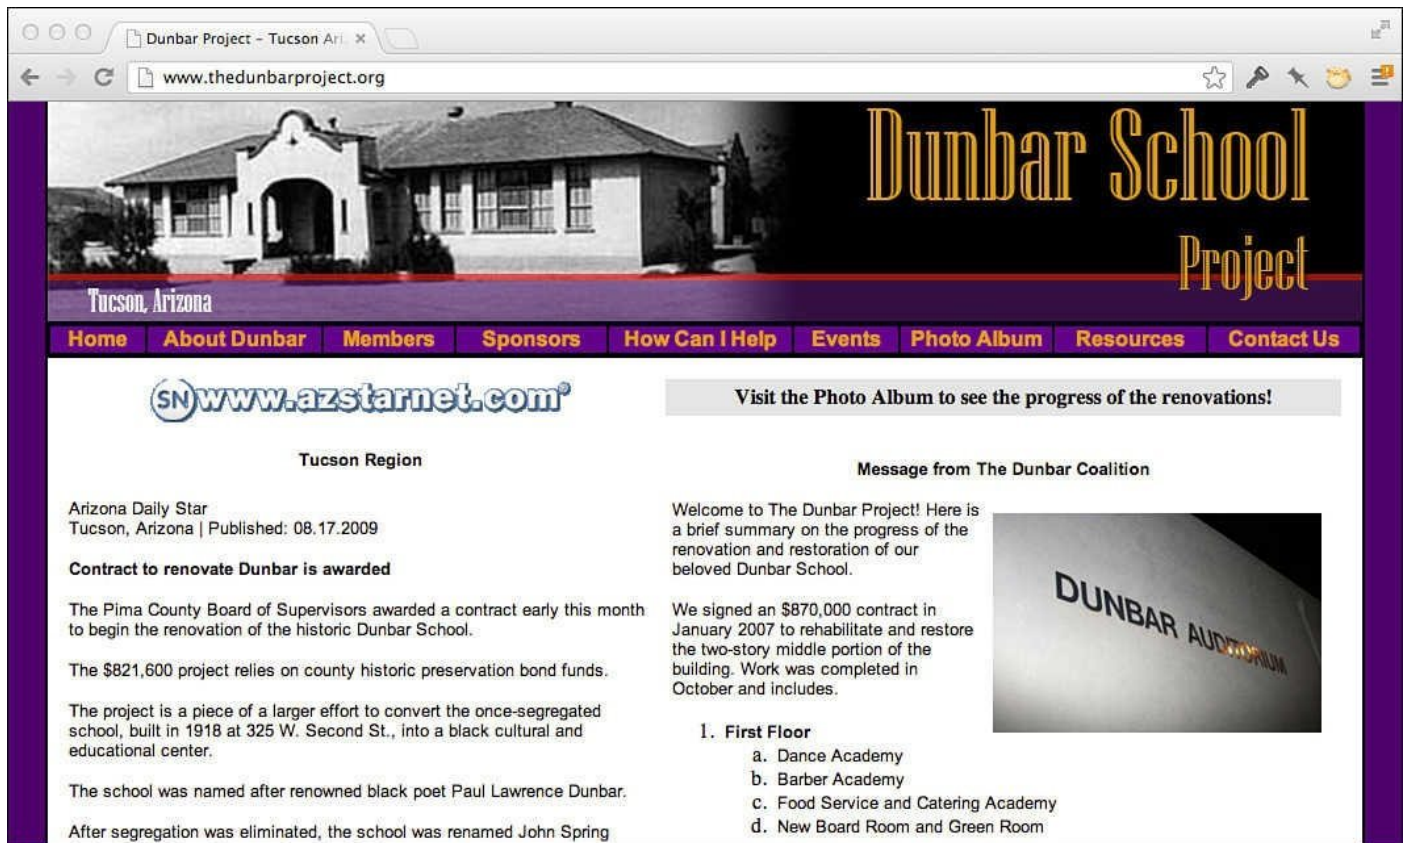 Dunbar Project – Tucson Ari
www.thedunbarproject.org
Dunbar School
Project
Tucson, Arizona
Home About Dunbar Members Sponsors How Can I Help Events Photo Album Resources Contact Us
SN www.azstarnet.com®
Tucson Region
Arizona Daily Star
Tucson, Arizona | Published: 08.17.2009
Contract to renovate Dunbar is awarded
The Pima County Board of Supervisors awarded a contract early this month
to begin the renovation of the historic Dunbar School.
The $821,600 project relies on county historic preservation bond funds.
The project is a piece of a larger effort to convert the once-segregated
school, built in 1918 at 325 W. Second St., into a black cultural and
educational center.
The school was named after renowned black poet Paul Lawrence Dunbar.
After segregation was eliminated, the school was renamed John Spring
Visit the Photo Album to see the progress of the renovations!
Message from The Dunbar Coalition
Welcome to The Dunbar Project! Here is
a brief summary on the progress of the
renovation and restoration of our
beloved Dunbar School.
We signed an $870,000 contract in
January 2007 to rehabilitate and restore
the two-story middle portion of the
building. Work was completed in
October and includes.
DUNBAR AUDITORIUM
1. First Floor
a. Dance Academy
b. Barber Academy
c. Food Service and Catering Academy
d. New Board Room and Green Room